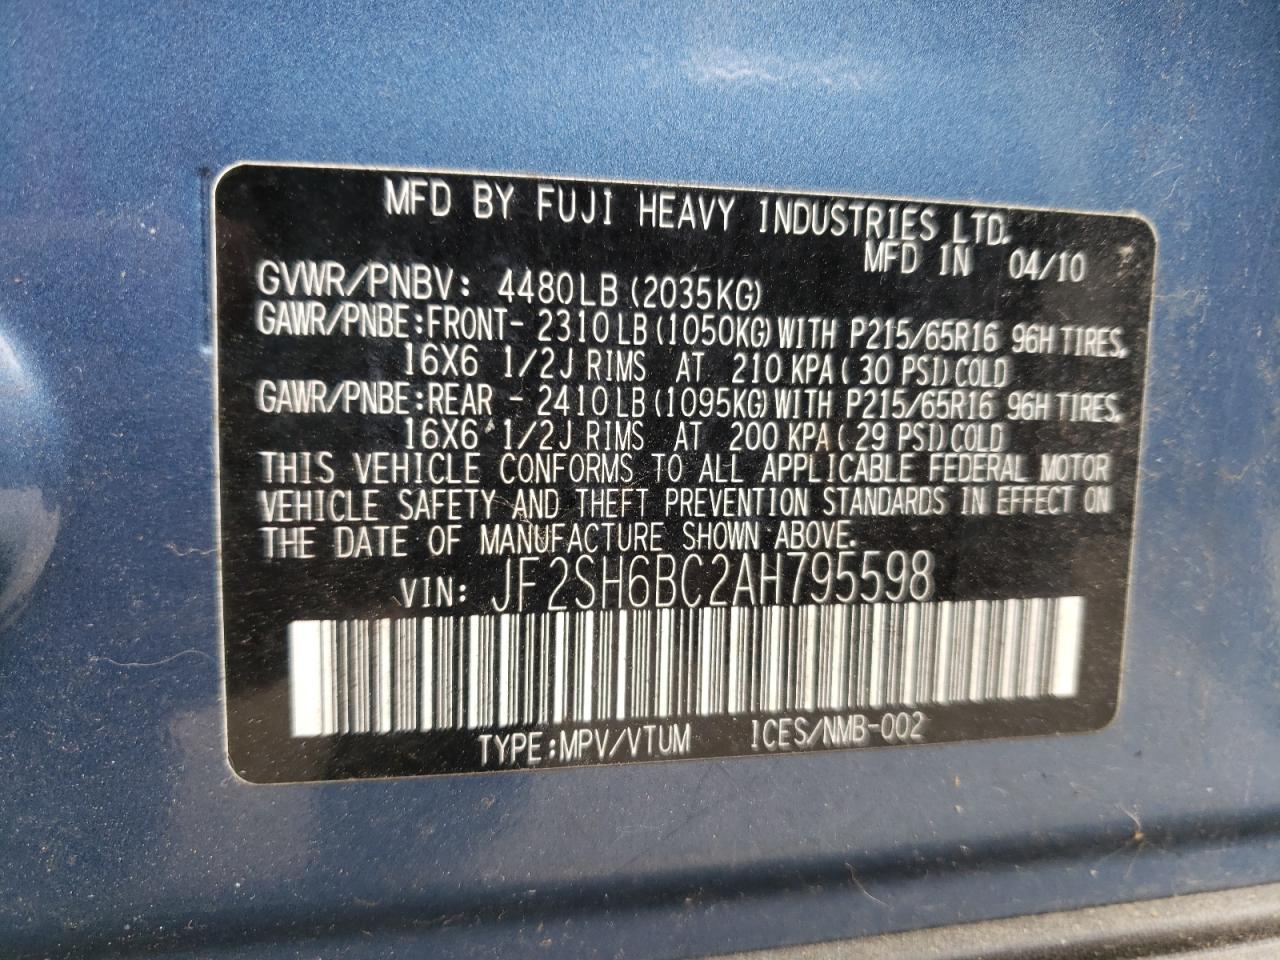 MFD BY FUJI HEAVY INDUSTRIES LTD.
MFD IN 04/10
GVWR/PNBV: 4480LB (2035KG)
GAWR/PNBE:FRONT- 2310LB (1050KG) WITH P215/65R16 96H TIRES,
16X6 1/2J RIMS AT 210 KPA ( 30 PSI) COLD
GAWR/PNBE:REAR - 2410LB (1095KG) WITH P215/65R16 96H TIRES,
16X6 1/2J RIMS AT 200 KPA ( 29 PSI) COLD
THIS VEHICLE CONFORMS TO ALL APPLICABLE FEDERAL MOTOR
VEHICLE SAFETY AND THEFT PREVENTION STANDARDS IN EFFECT ON
THE DATE OF MANUFACTURE SHOWN ABOVE.
VIN: JF2SH6BC2AH795598
TYPE:MPV/VTUM ICES/NMB-002